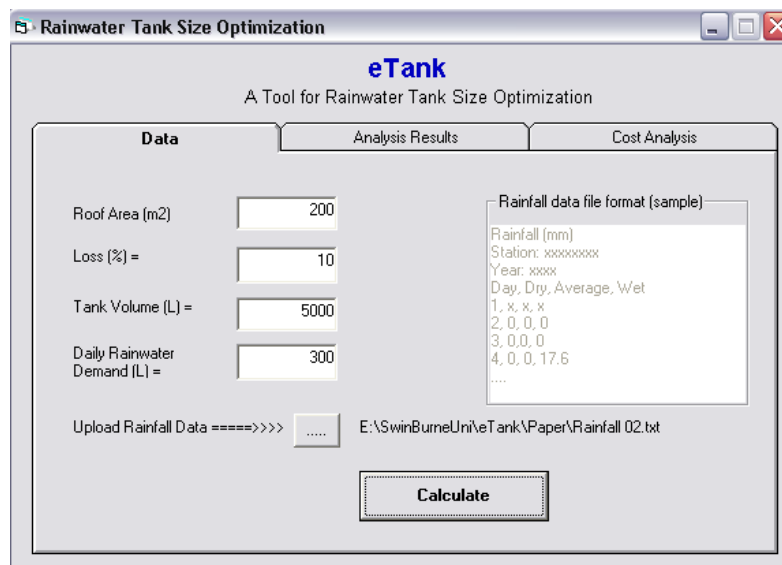 Rainwater Tank Size Optimization
eTank
A Tool for Rainwater Tank Size Optimization
Data
Analysis Results
Cost Analysis
Roof Area (m2)
200
Loss (%) =
10
Tank Volume (L) =
5000
Daily Rainwater
Demand (L) =
300
Rainfall data file format (sample)
Rainfall (mm)
Station: xxxxxxxx
Year: xxxx
Day, Dry, Average, Wet
1, x, x, x
2, 0, 0, 0
3, 0,0, 0
4, 0, 0, 17.6
....
Upload Rainfall Data =====>>>>
.....
E:\SwinBurneUni\eTank\Paper\Rainfall 02.txt
Calculate